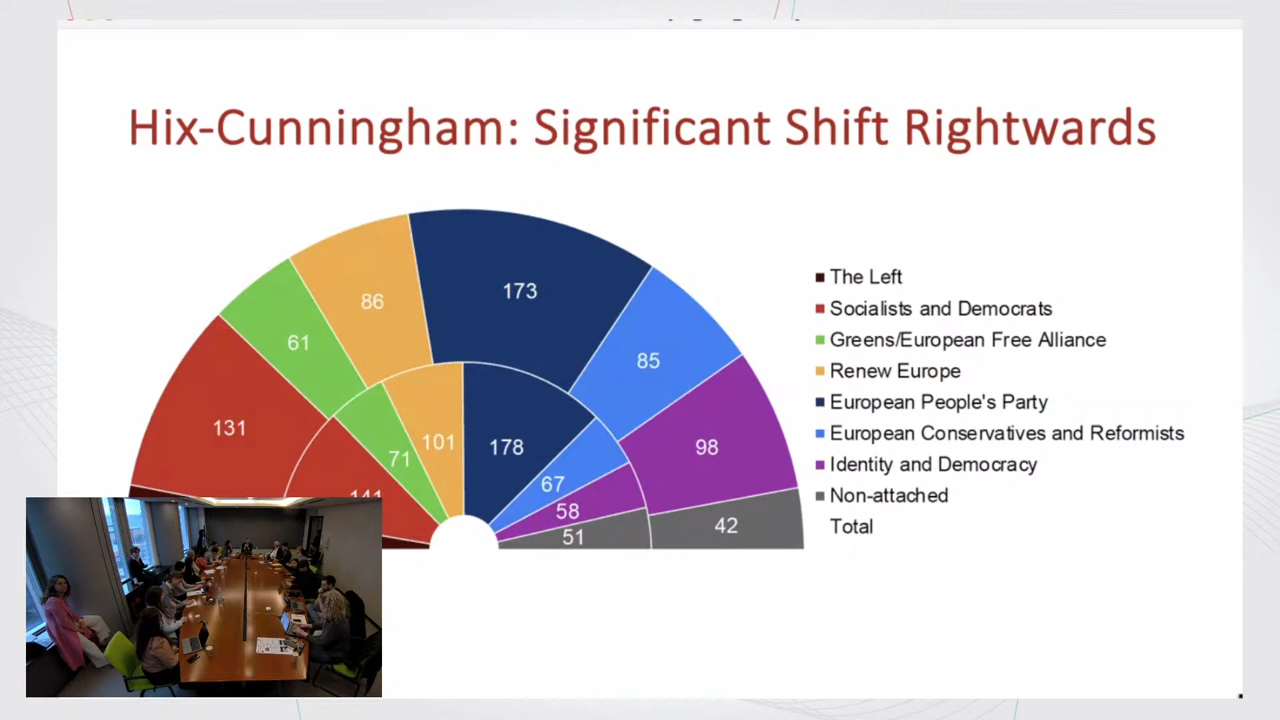 Hix-Cunningham: Significant Shift Rightwards
131
61
86
173
85
98
42
71
101
178
67
58
51
The Left
Socialists and Democrats
Greens/European Free Alliance
Renew Europe
European People's Party
European Conservatives and Reformists
Identity and Democracy
Non-attached
Total